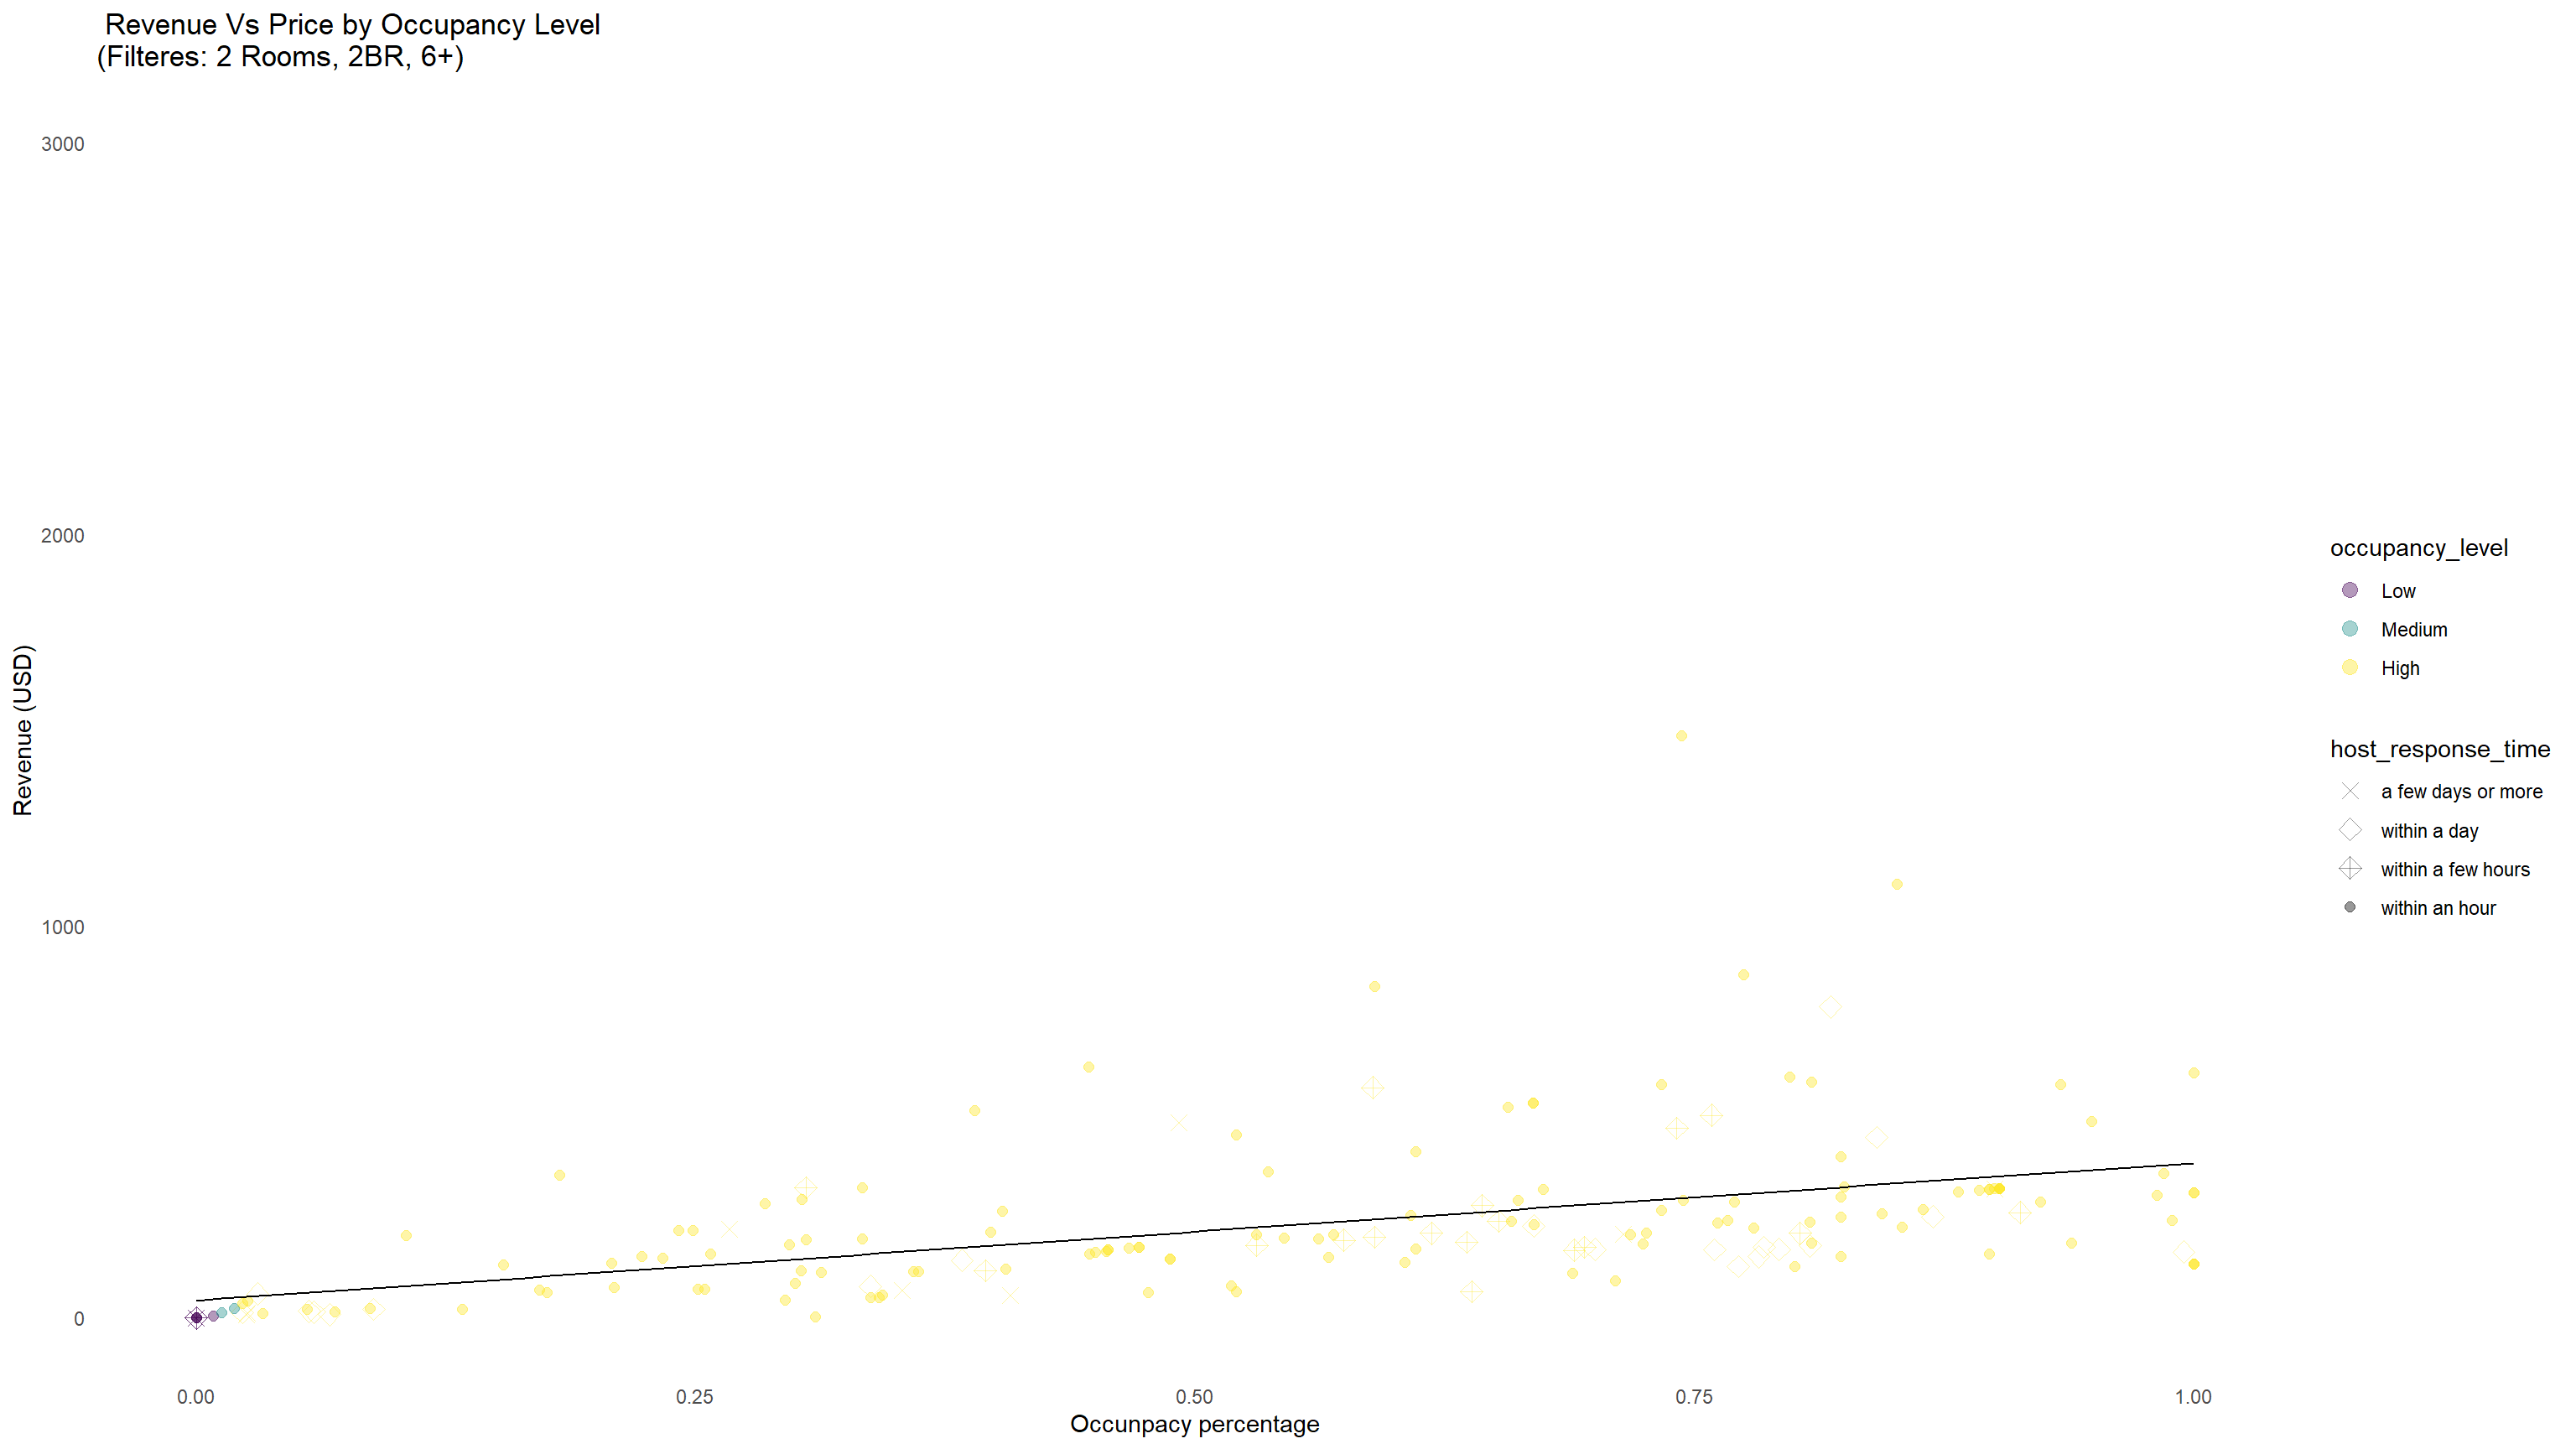 Revenue Vs Price by Occupancy Level
(Filteres: 2 Rooms, 2BR, 6+)
3000
2000
1000
0
Revenue (USD)
0.00
0.25
0.50
0.75
1.00
Occunpacy percentage
occupancy_level
Low
Medium
High
host_response_time
a few days or more
within a day
within a few hours
within an hour